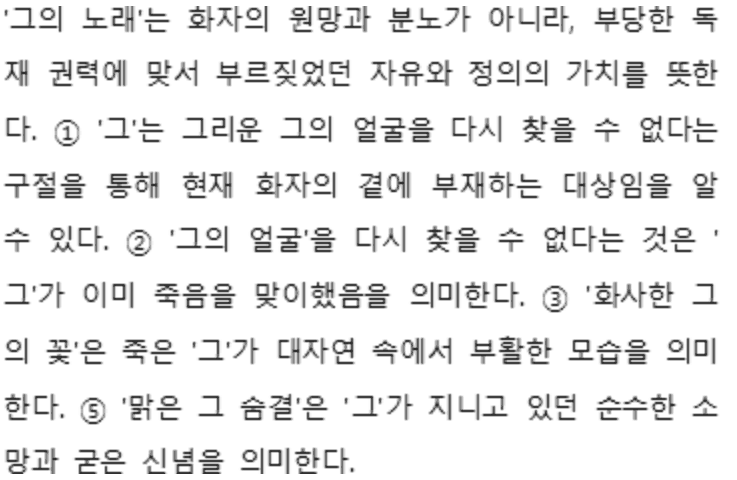 '그의 노래'는 화자의 원망과 분노가 아니라, 부당한 독
재 권력에 맞서 부르짖었던 자유와 정의의 가치를 뜻한
다. ① '그'는 그리운 그의 얼굴을 다시 찾을 수 없다는
구절을 통해 현재 화자의 곁에 부재하는 대상임을 알
수 있다. ② '그의 얼굴'을 다시 찾을 수 없다는 것은 '
그'가 이미 죽음을 맞이했음을 의미한다. ③ '화사한 그
의 꽃'은 죽은 '그'가 대자연 속에서 부활한 모습을 의미
한다. ⑤ '맑은 그 숨결'은 '그'가 지니고 있던 순수한 소
망과 굳은 신념을 의미한다.